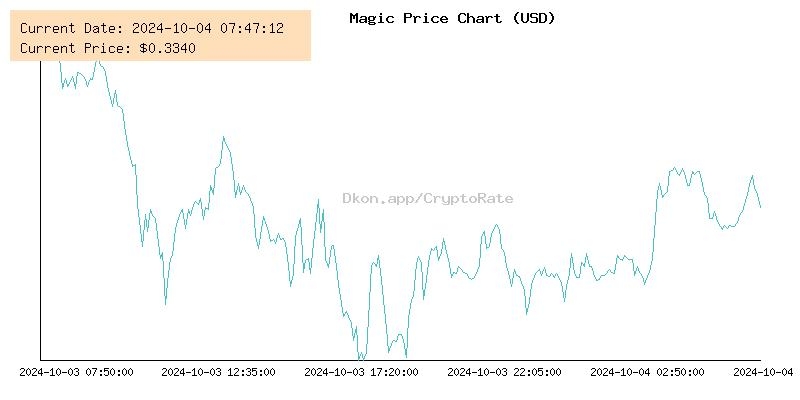 Magic Price Chart (USD)
Current Date: 2024-10-04 07:47:12
Current Price: $0.3340
Dkon.app/CryptoRate
2024-10-03 07:50:00 2024-10-03 12:35:00 2024-10-03 17:20:00 2024-10-03 22:05:00 2024-10-04 02:50:00 2024-10-04